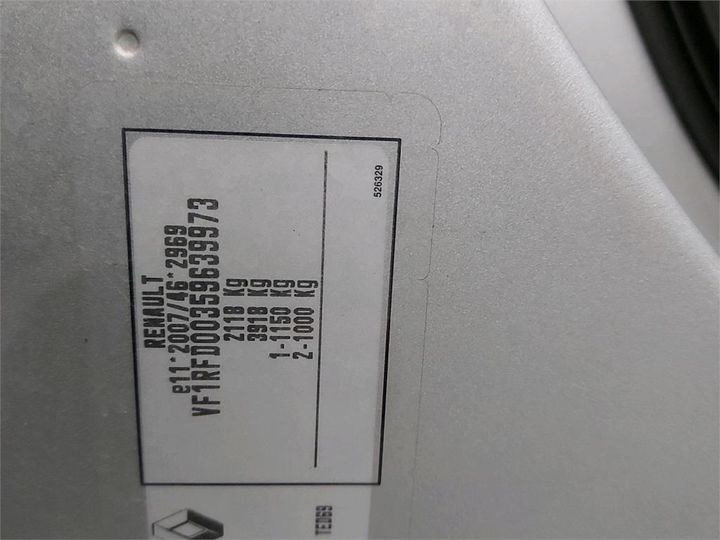 RENAULT
e11*2007/46*2969
VF1RFD00359639973
2118 Kg
3918 Kg
1-1150 Kg
2-1000 Kg
526329
TED69